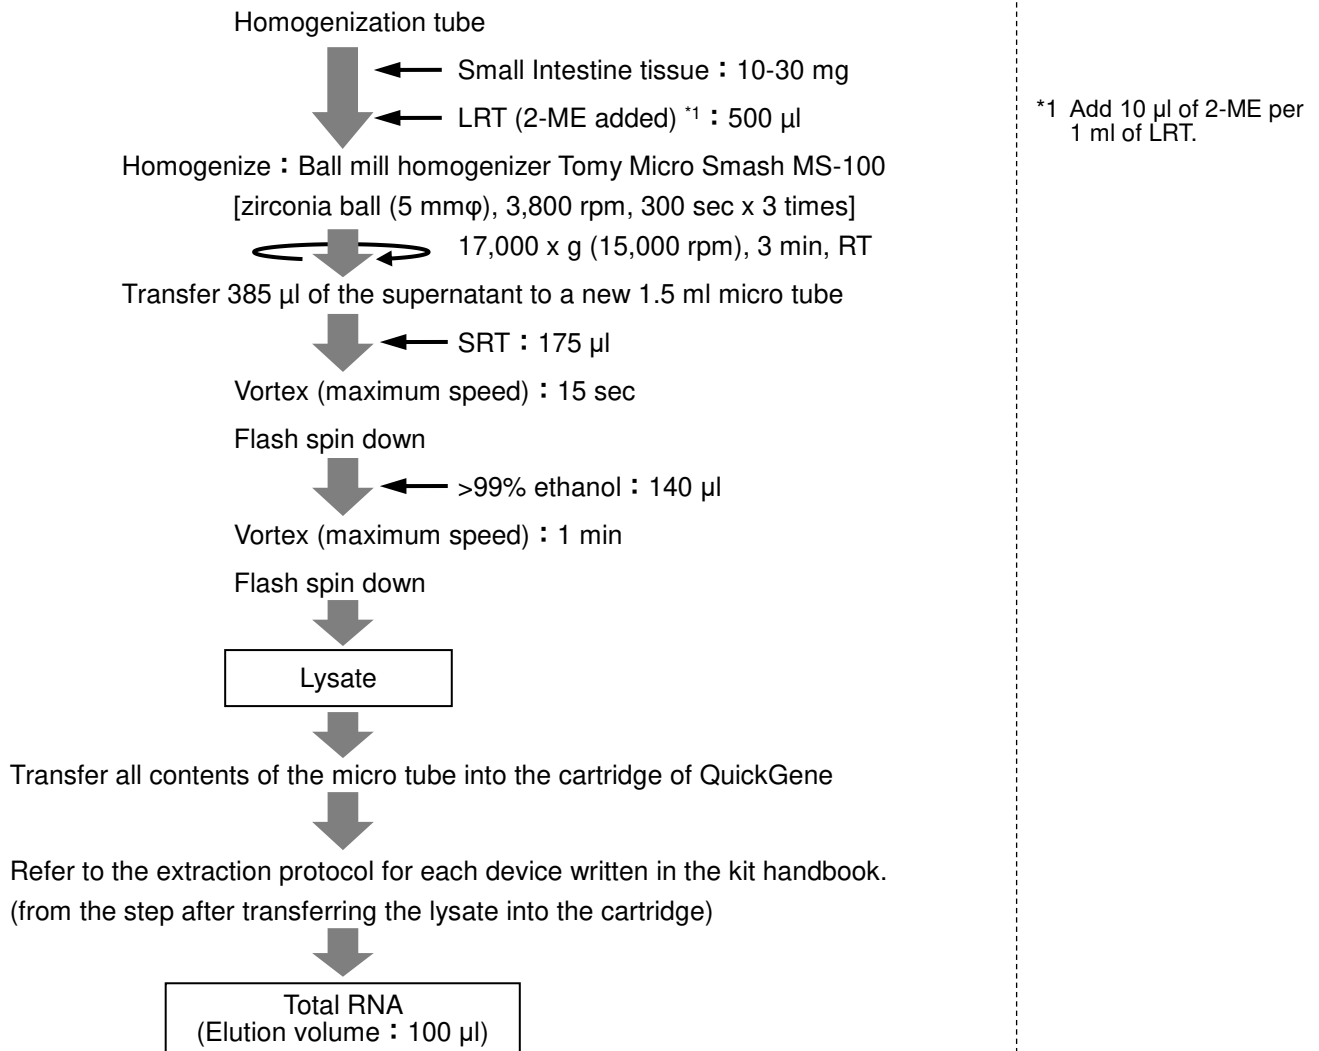 Homogenization tube
Small Intestine tissue：10-30 mg
LRT (2-ME added) *1：500 µl
*1 Add 10 µl of 2-ME per
1 ml of LRT.
Homogenize：Ball mill homogenizer Tomy Micro Smash MS-100
[zirconia ball (5 mmφ), 3,800 rpm, 300 sec x 3 times]
17,000 x g (15,000 rpm), 3 min, RT
Transfer 385 µl of the supernatant to a new 1.5 ml micro tube
SRT：175 µl
Vortex (maximum speed)：15 sec
Flash spin down
>99% ethanol：140 µl
Vortex (maximum speed)：1 min
Flash spin down
Lysate
Transfer all contents of the micro tube into the cartridge of QuickGene
Refer to the extraction protocol for each device written in the kit handbook.
(from the step after transferring the lysate into the cartridge)
Total RNA
(Elution volume：100 µl)